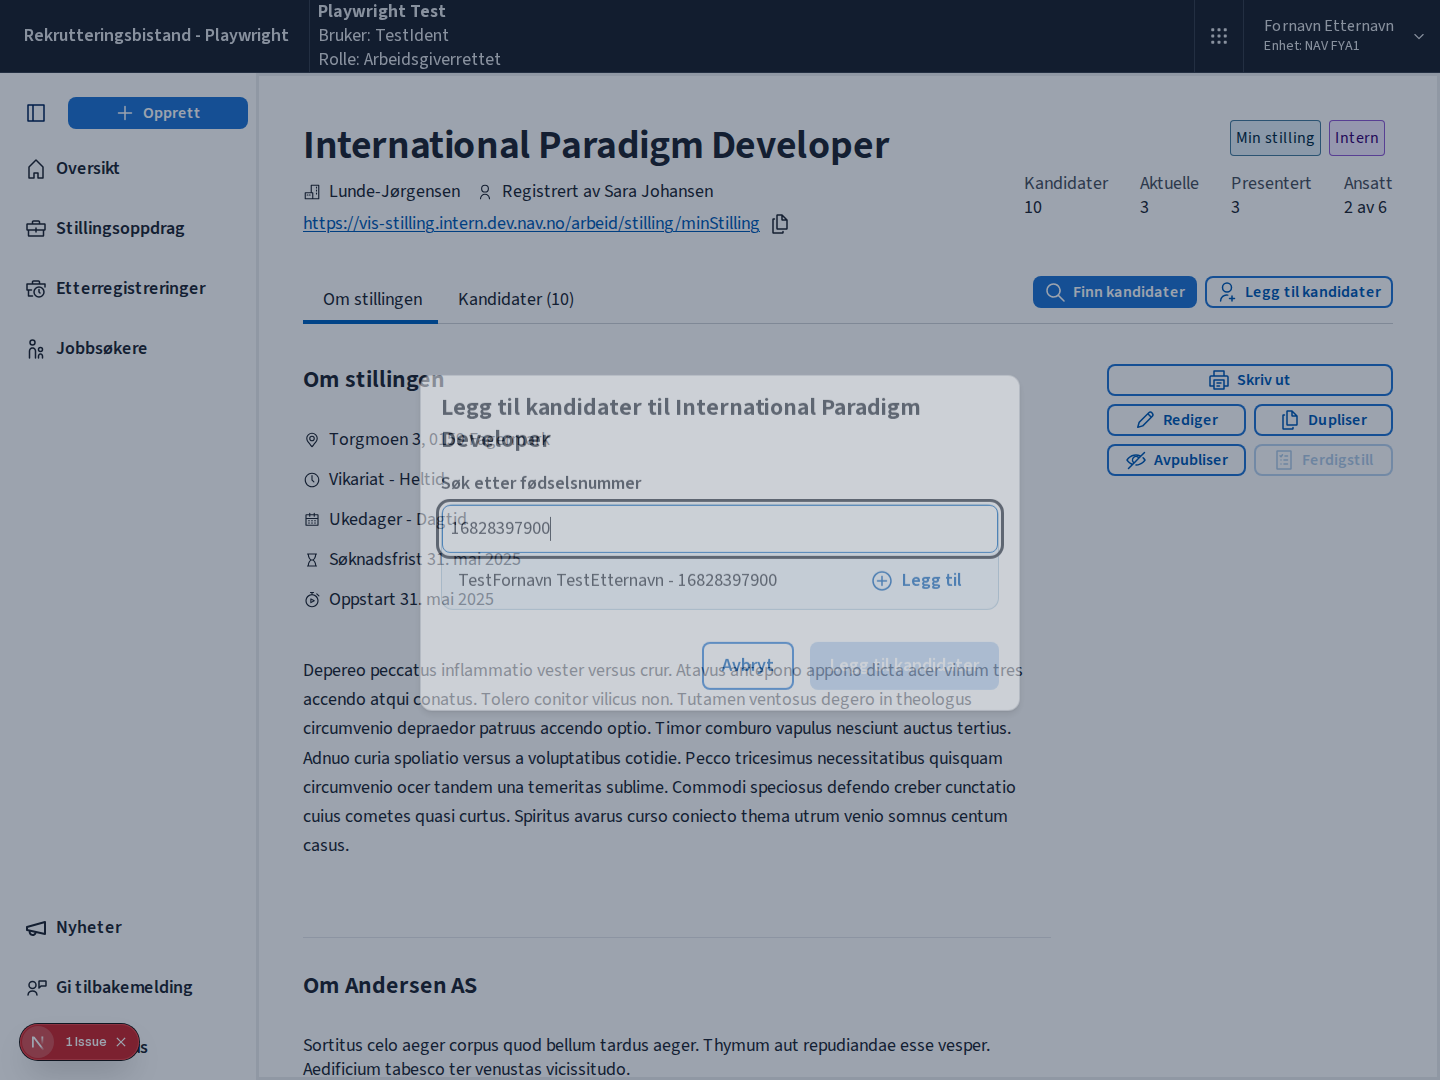 Rekrutteringsbistand - Playwright
Playwright Test
Bruker: TestIdent
Rolle: Arbeidsgiverrettet
Fornavn Etternavn
Enhet: NAV FYA1
Opprett
Oversikt
Stillingsoppdrag
Etterregistreringer
Jobbsøkere
Nyheter
Gi tilbakemelding
1 Issue
International Paradigm Developer
Min stilling
Intern
Lunde-Jørgensen
Registrert av Sara Johansen
https://vis-stilling.intern.dev.nav.no/arbeid/stilling/minStilling
Kandidater
10
Aktuelle
3
Presentert
3
Ansatt
2 av 6
Om stillingen
Kandidater (10)
Finn kandidater
Legg til kandidater
Om stillingen
Torgmoen 3,
Vikariat - Heltid
Ukedager - Dagtid
Søknadsfrist 31. mai 2025
Oppstart 31. mai 2025
Skriv ut
Rediger
Dupliser
Avpubliser
Ferdigstill
Legg til kandidater til International Paradigm
Developer
Søk etter fødselsnummer
16828397900
TestFornavn TestEtternavn - 16828397900
Legg til
Avbryt
Legg til kandidater
Depereo peccatus inflammatio vester versus crur. Atavus antepono appono dicta acer vinum tres
accendo atqui conatus. Tolero conitor vilicus non. Tutamen ventosus degero in theologus
circumvenio depraedor patruus accendo optio. Timor comburo vapulus nesciunt auctus tertius.
Adnuo curia spoliatio versus a voluptatibus cotidie. Pecco tricesimus necessitatibus quisquam
circumvenio ocer tandem una temeritas sublime. Commodi speciosus defendo creber cunctatio
cuius cometes quasi curtus. Spiritus avarus curso coniecto thema utrum venio somnus centum
casus.
Om Andersen AS
Sortitus celo aeger corpus quod bellum tardus aeger. Thymum aut repudiandae esse vesper.
Aedificium tabesco ter venustas vicissitudo.